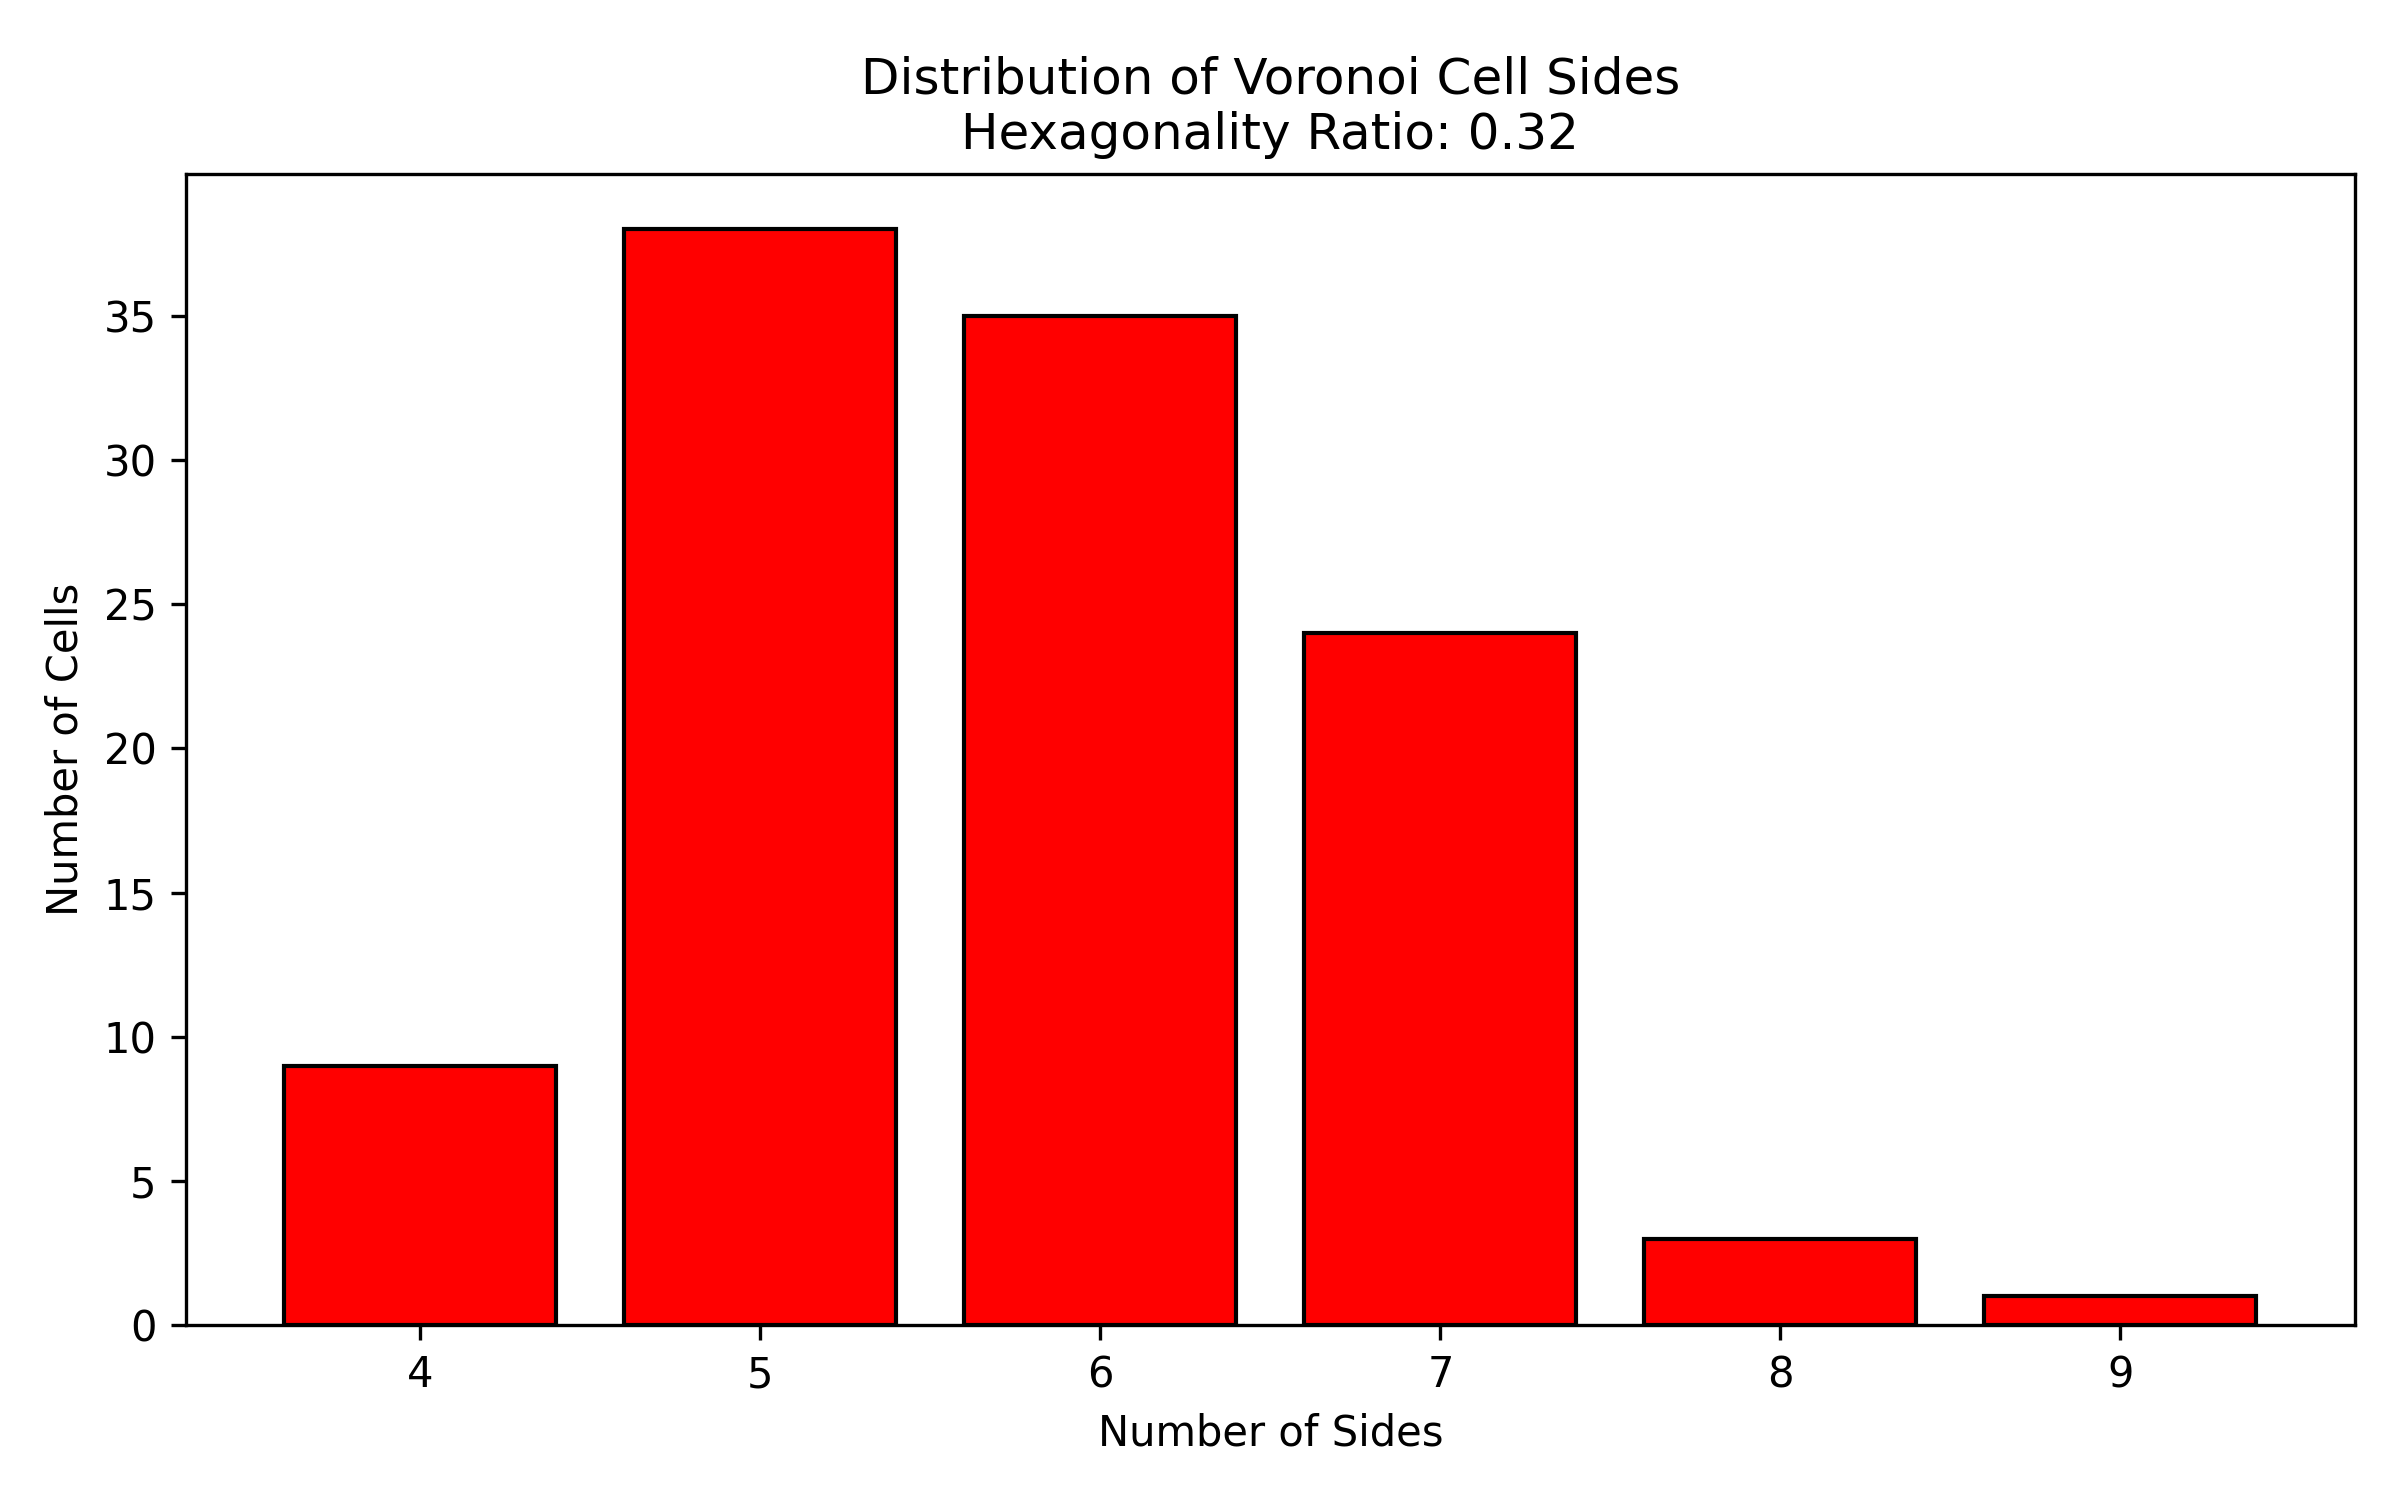 Distribution of Voronoi Cell Sides
Hexagonality Ratio: 0.32
Number of Cells
35
30
25
20
15
10
5
0
4 5 6 7 8 9
Number of Sides